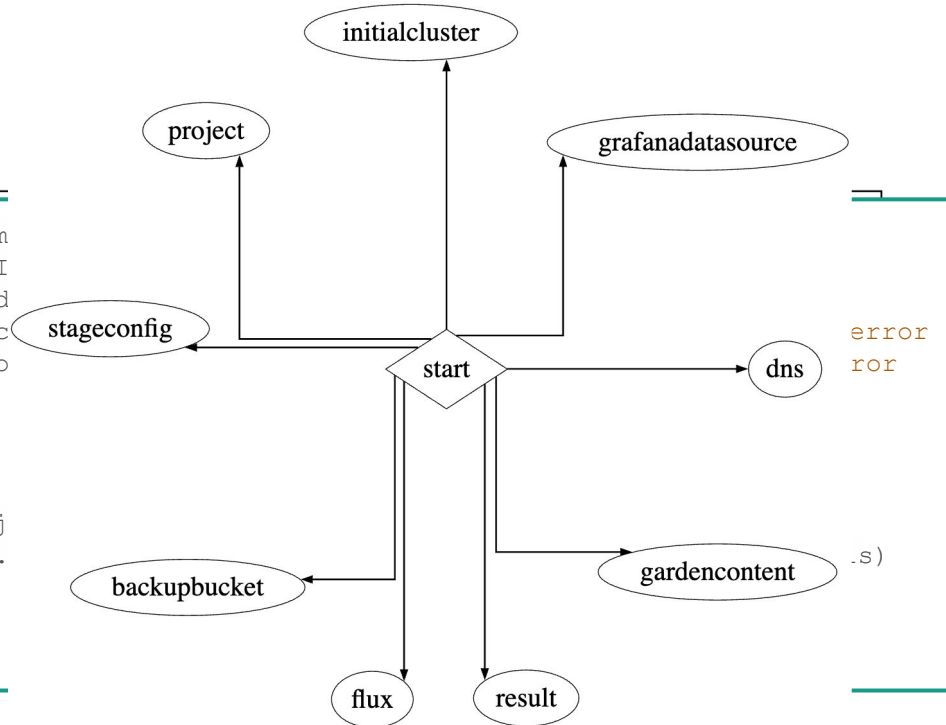 initialcluster
project
grafanadatasource
stageconfig
error
start
dns
ror
s)
gardencontent
backupbucket
flux
result